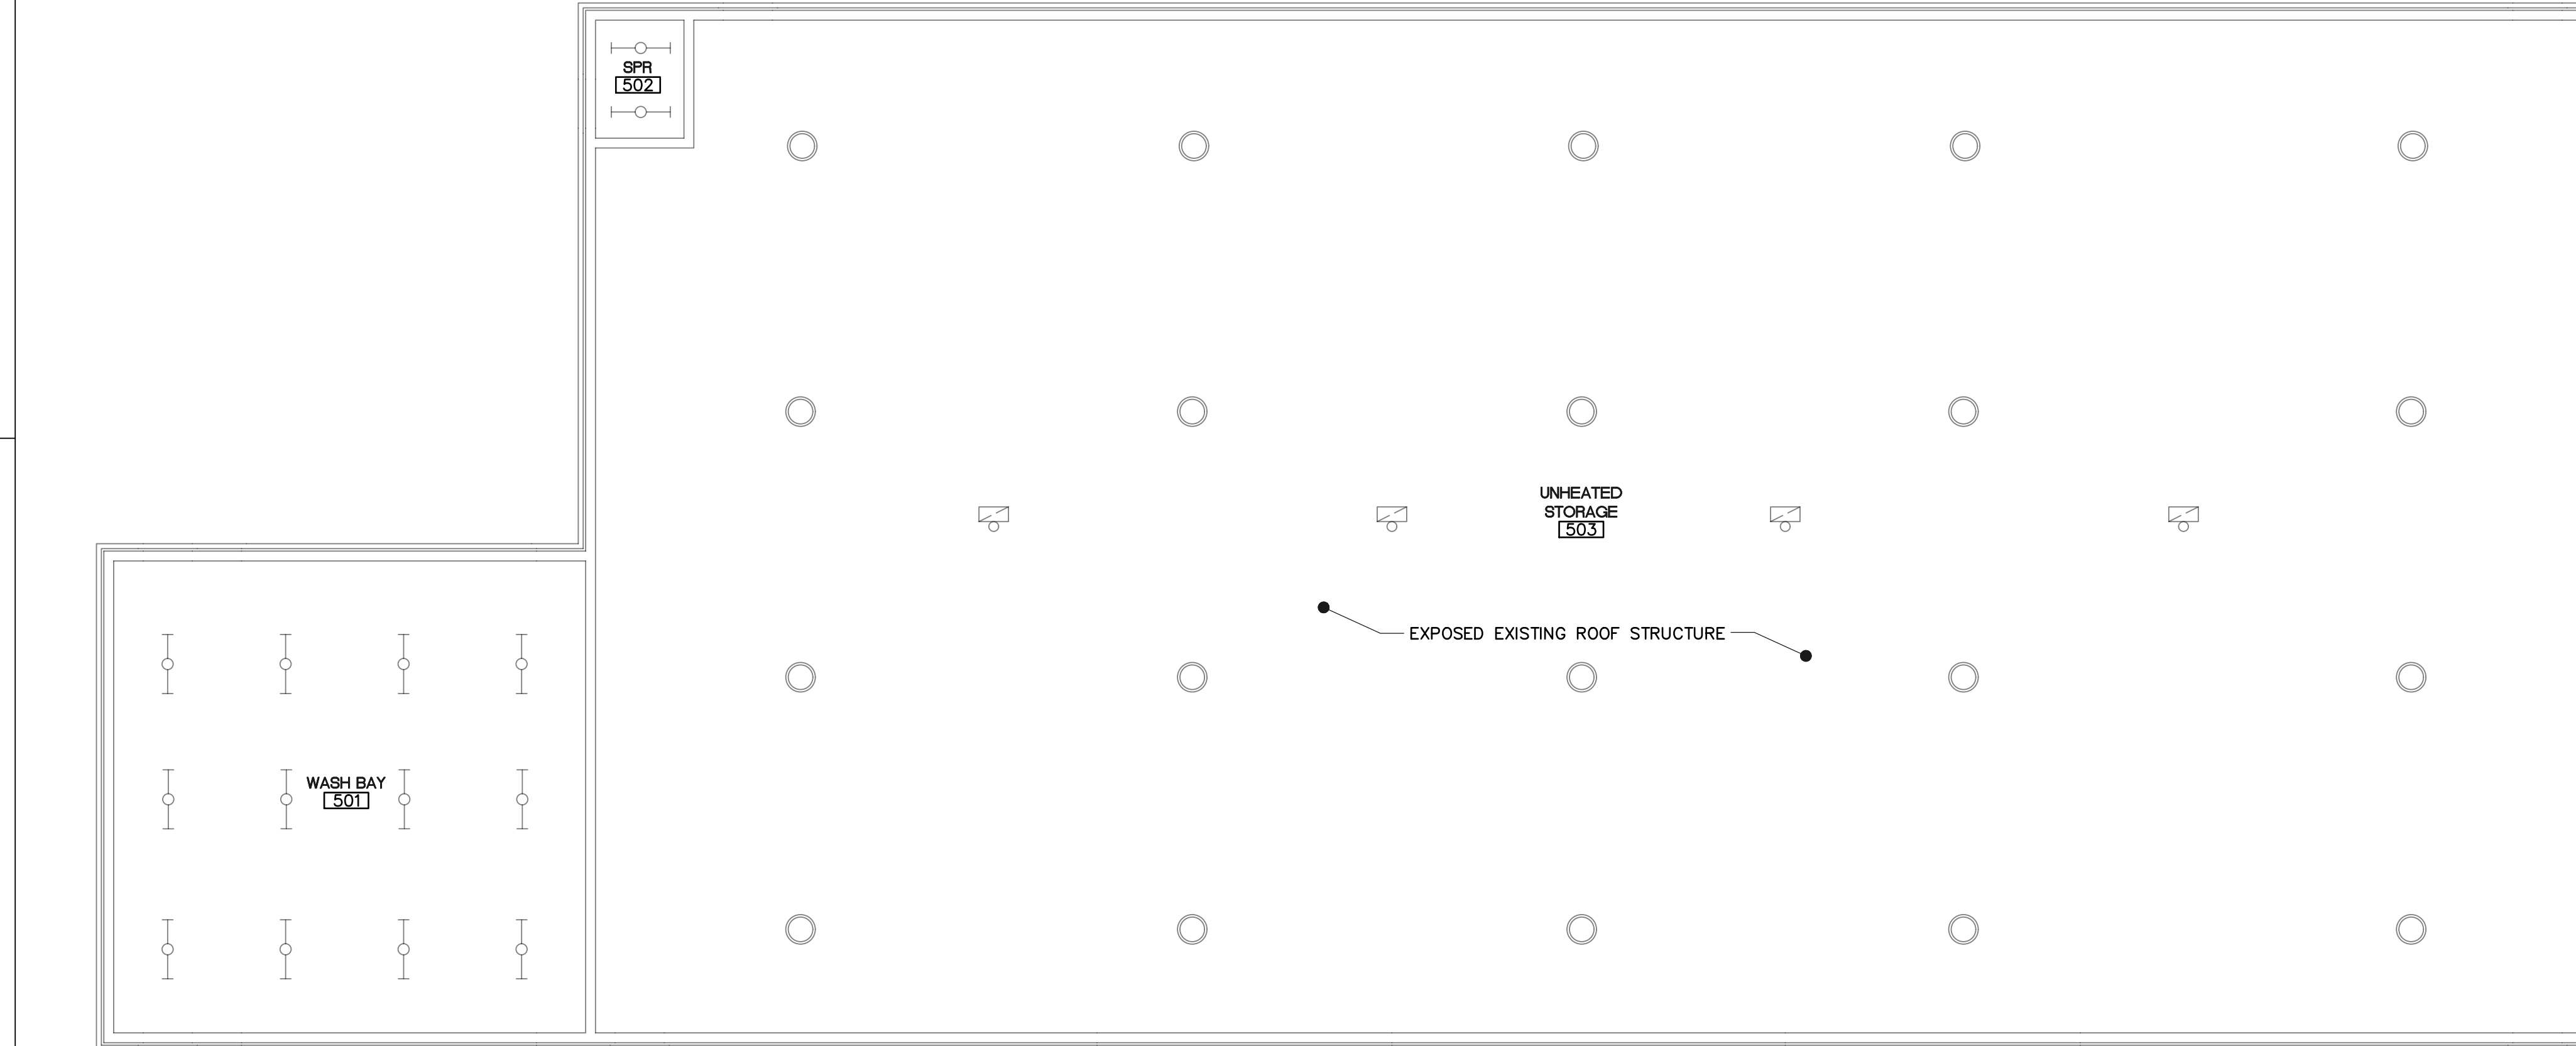 SPR
502
UNHEATED
STORAGE
503
EXPOSED EXISTING ROOF STRUCTURE
WASH BAY
501